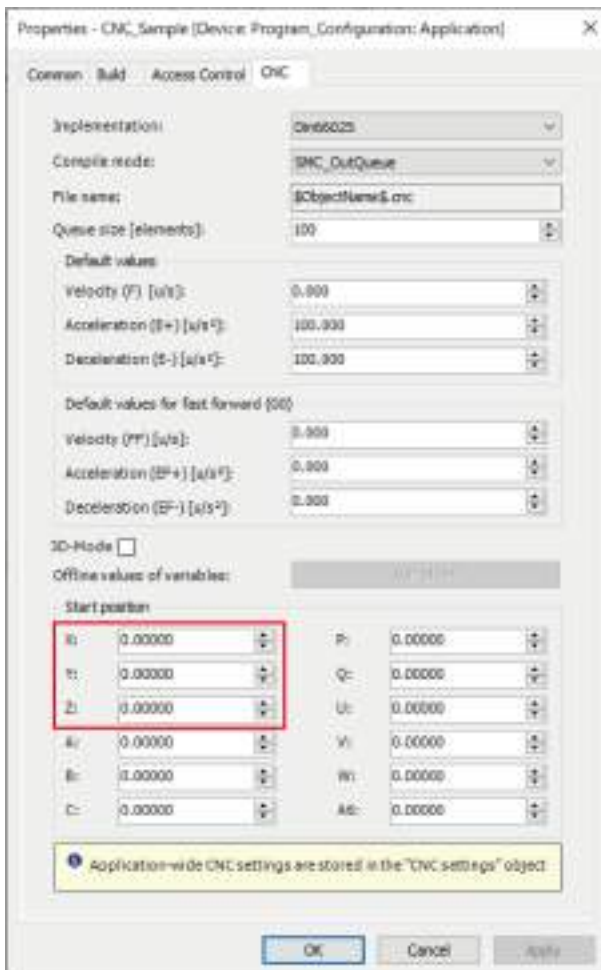 Properties - CNC_Sample [Device: Program_Configuration: Application]
Common Build Access Control CNC
Implementation: Din66025
Compile mode: SMC_OutQueue
File name: $ObjectName$.cnc
Queue size [elements]: 100
Default values
Velocity (F) [u/s]: 0.000
Acceleration (E+) [u/s²]: 100.000
Deceleration (E-) [u/s²]: 100.000
Default values for fast forward (G0)
Velocity (FF) [u/s]: 0.000
Acceleration (EF+) [u/s²]: 0.000
Deceleration (EF-) [u/s²]: 0.000
3D-Mode
Offline values of variables:
Start position
X: 0.00000 P: 0.00000
Y: 0.00000 Q: 0.00000
Z: 0.00000 U: 0.00000
A: 0.00000 V: 0.00000
B: 0.00000 W: 0.00000
C: 0.00000 A6: 0.00000
Application-wide CNC settings are stored in the "CNC settings" object
OK Cancel Apply